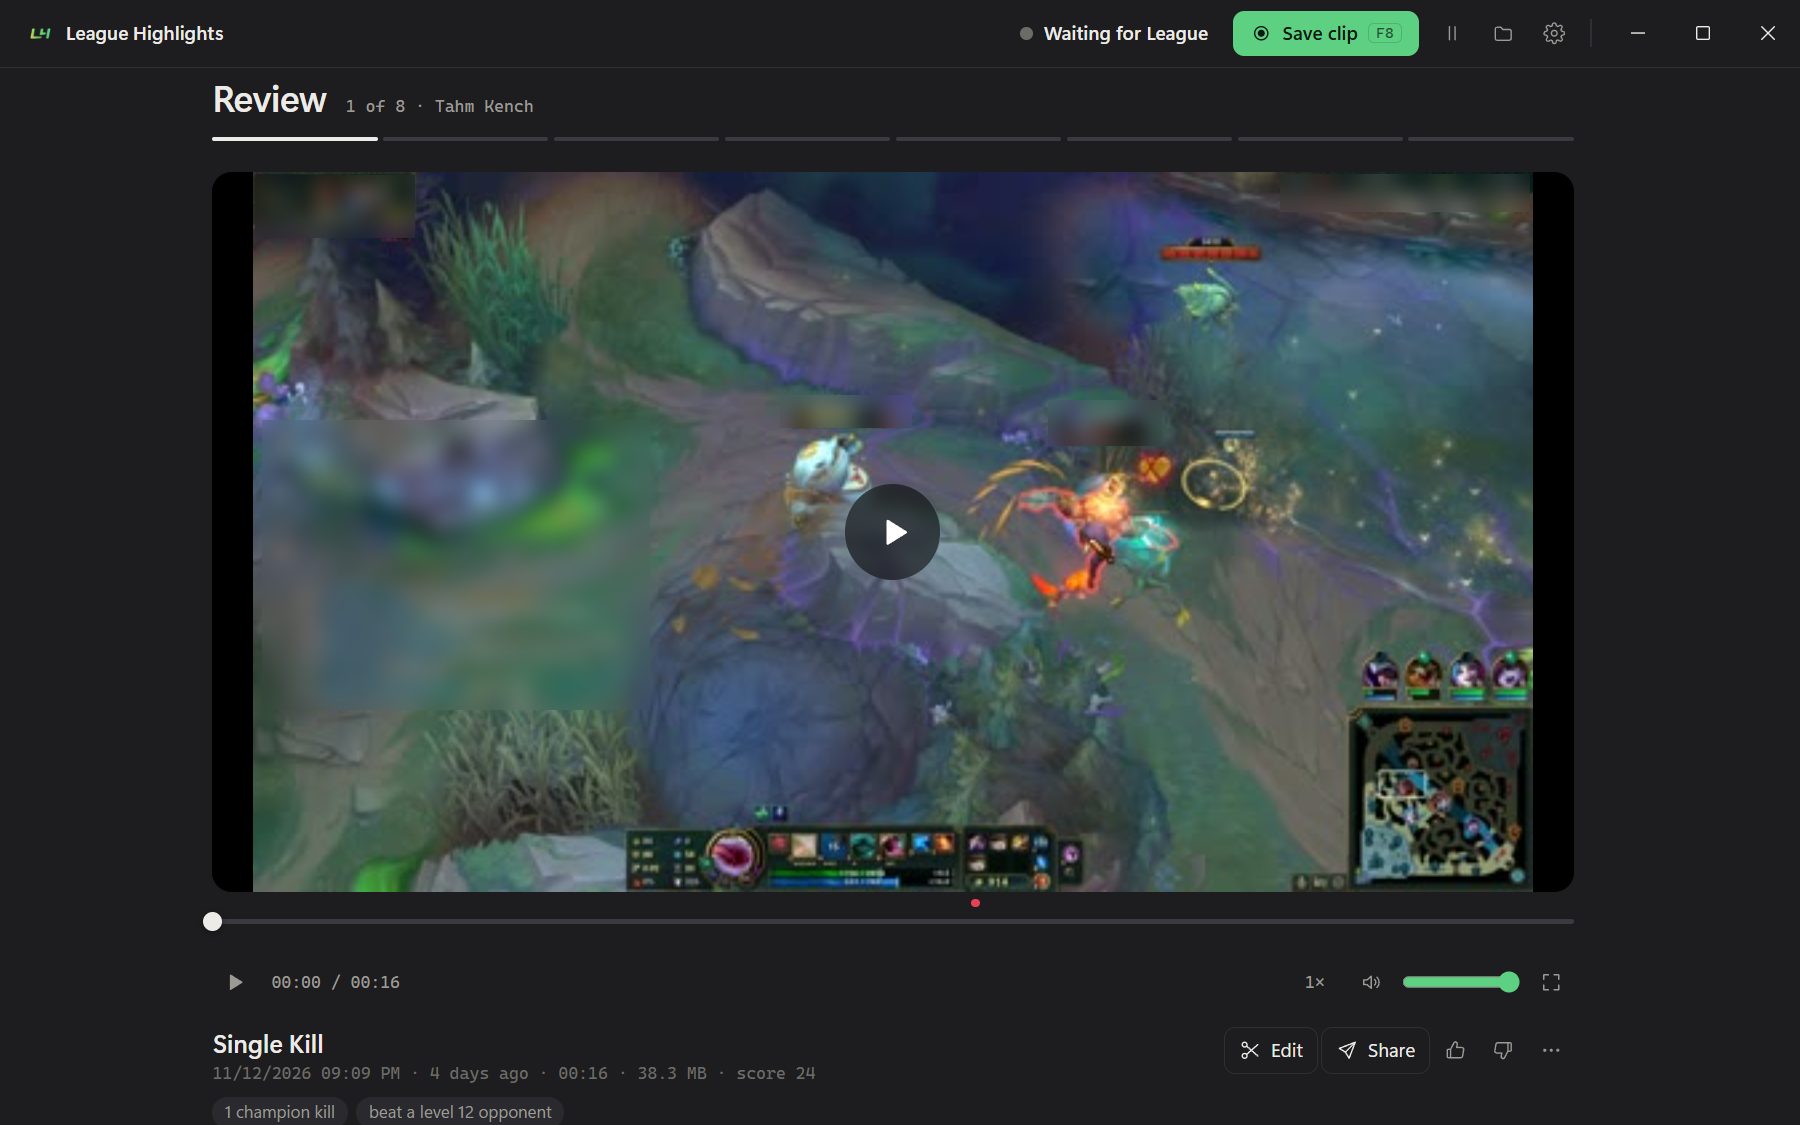 LH League Highlights
Waiting for League
Save clip F8
Review 1 of 8 · Tahm Kench
914
00:00 / 00:16
1×
Single Kill
Edit
Share
11/12/2026 09:09 PM · 4 days ago · 00:16 · 38.3 MB · score 24
1 champion kill
beat a level 12 opponent